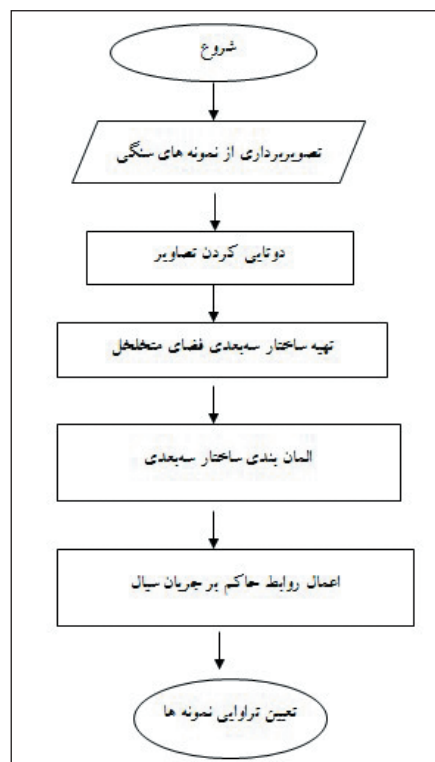 شروع
تصویربرداری از نمونه های سنگی
دوتایی کردن تصاویر
تهیه ساختار سه‌بعدی فضای متخلخل
المان بندی ساختار سه‌بعدی
اعمال روابط حاکم بر جریان سیال
تعیین تراوایی نمونه ها